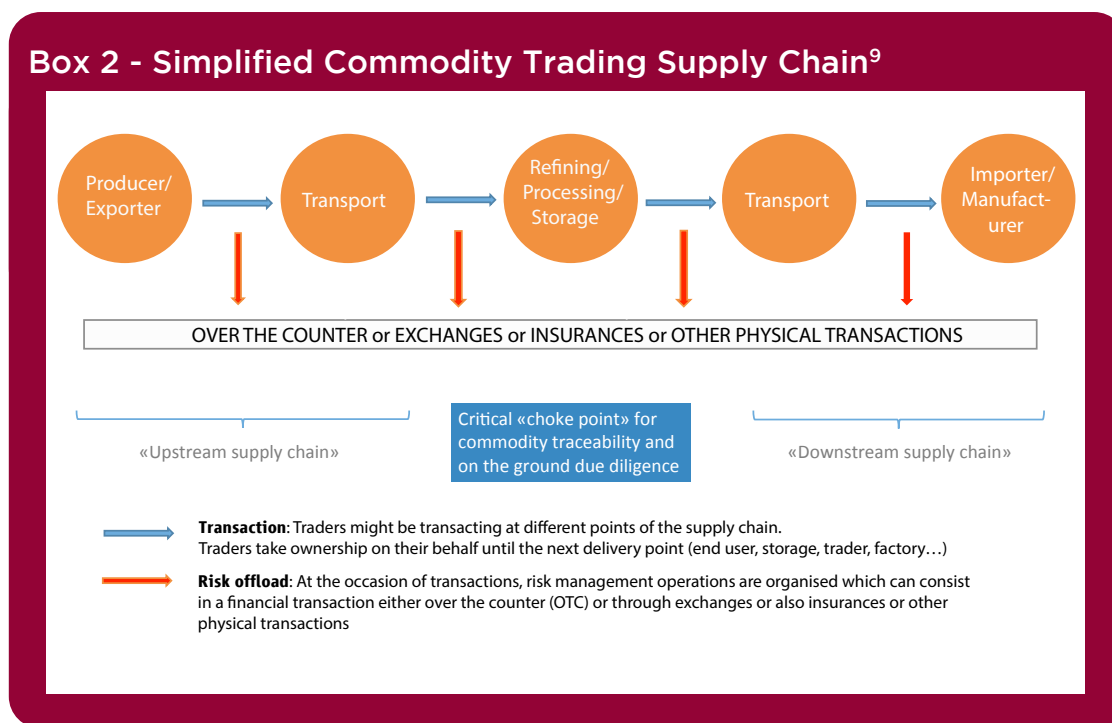 Box 2 - Simplified Commodity Trading Supply Chain⁹
Producer/
Exporter
Transport
Refining/
Processing/
Storage
Transport
Importer/
Manufact-
urer
OVER THE COUNTER or EXCHANGES or INSURANCES or OTHER PHYSICAL TRANSACTIONS
«Upstream supply chain»
Critical «choke point» for
commodity traceability and
on the ground due diligence
«Downstream supply chain»
Transaction: Traders might be transacting at different points of the supply chain.
Traders take ownership on their behalf until the next delivery point (end user, storage, trader, factory…)
Risk offload: At the occasion of transactions, risk management operations are organised which can consist
in a financial transaction either over the counter (OTC) or through exchanges or also insurances or other
physical transactions